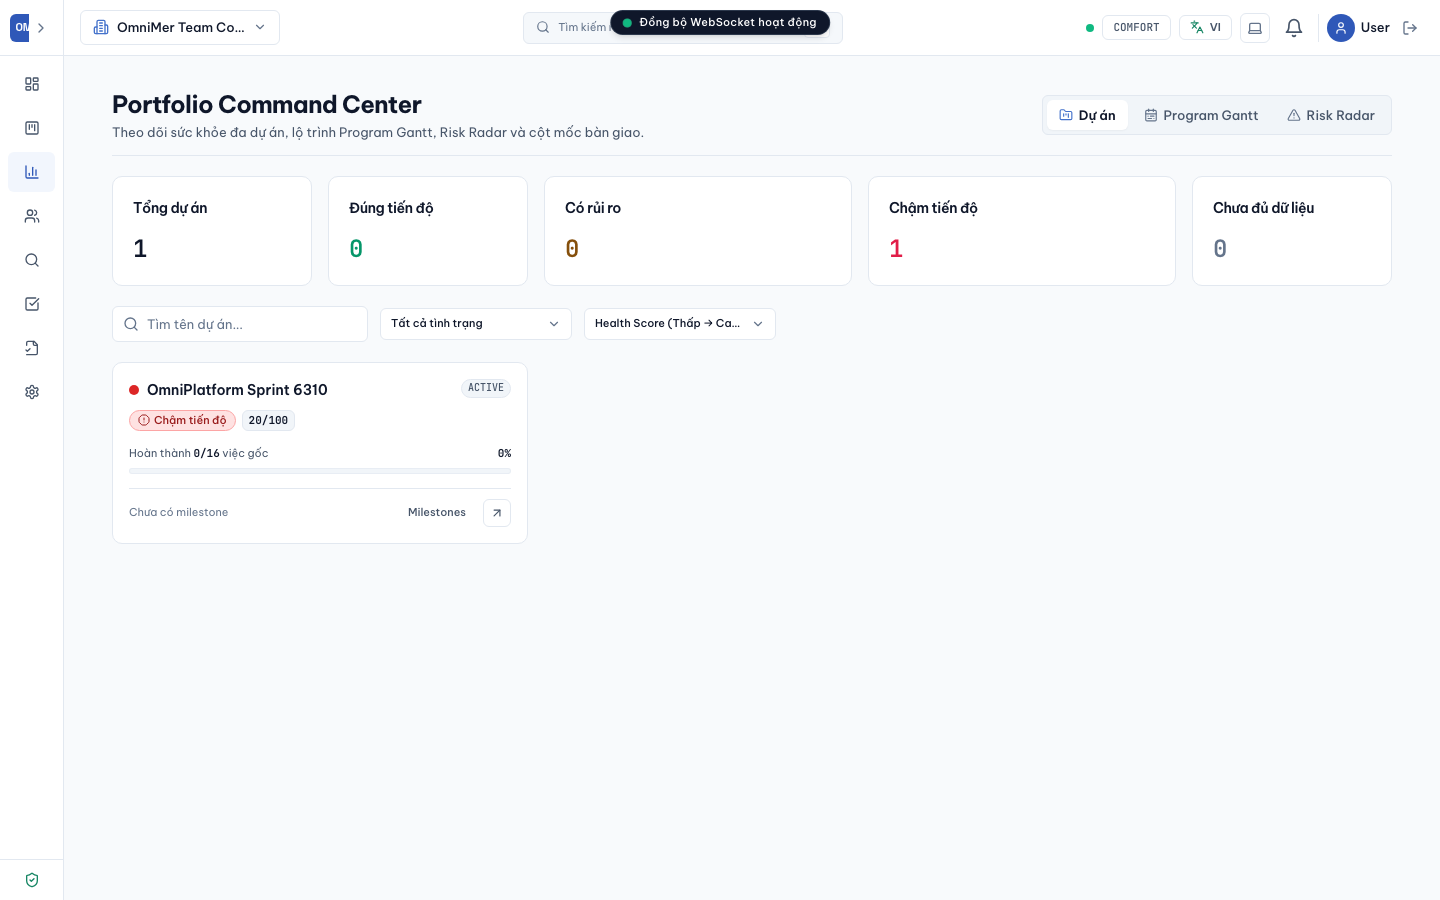 OmniMer Team Co...
Tìm kiếm
Đồng bộ WebSocket hoạt động
COMFORT
VI
User
Portfolio Command Center
Theo dõi sức khỏe đa dự án, lộ trình Program Gantt, Risk Radar và cột mốc bàn giao.
Dự án
Program Gantt
Risk Radar
Tổng dự án
1
Đúng tiến độ
0
Có rủi ro
0
Chậm tiến độ
1
Chưa đủ dữ liệu
0
Tìm tên dự án...
Tất cả tình trạng
Health Score (Thấp → Ca...
OmniPlatform Sprint 6310
ACTIVE
Chậm tiến độ
20/100
Hoàn thành 0/16 việc gốc
0%
Chưa có milestone
Milestones